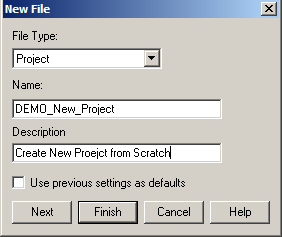 New File
File Type:
Project
Name:
DEMO_New_Project
Description
Create New Proejct from Scratch
Use previous settings as defaults
Next Finish Cancel Help